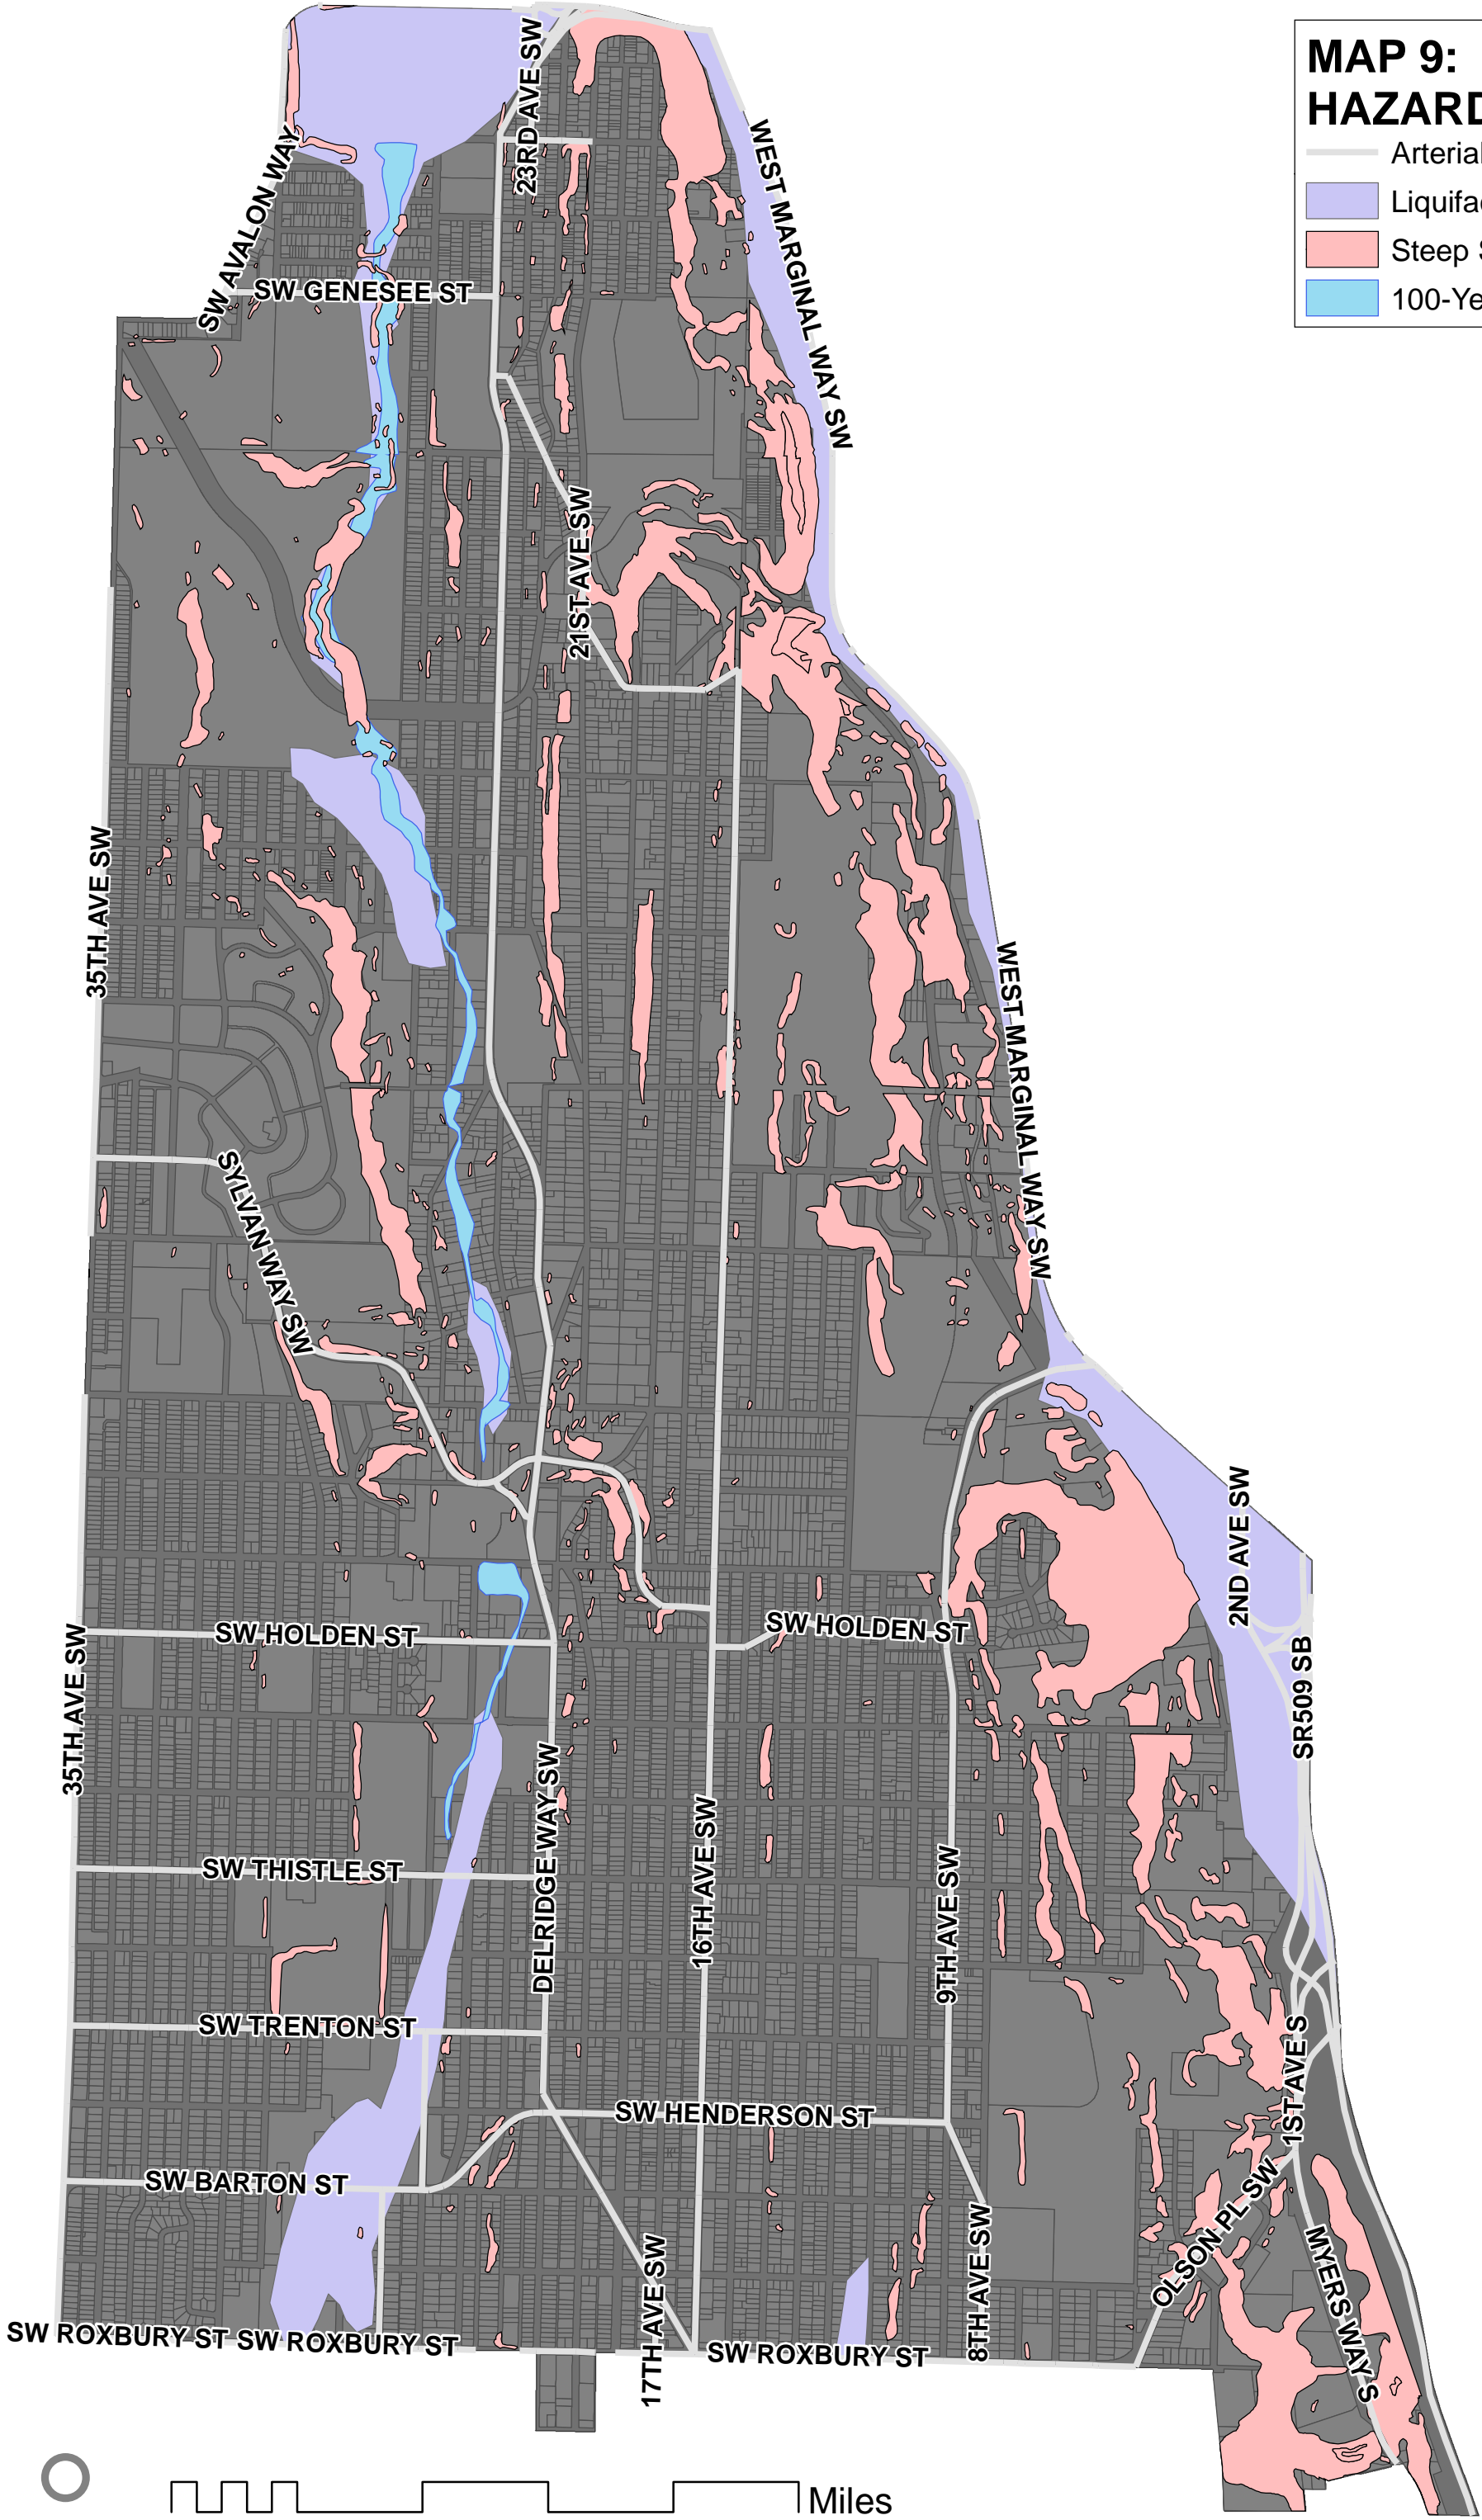 MAP 9:
HAZARD
Arterial
Liquifac
Steep S
100-Ye
23RD AVE SW
WEST MARGINAL WAY SW
SW AVALON WAY
SW GENESEE ST
21ST AVE SW
35TH AVE SW
WEST MARGINAL WAY SW
SYLVAN WAY SW
2ND AVE SW
SW HOLDEN ST
SW HOLDEN ST
35TH AVE SW
SR509 SB
DELRIDGE WAY SW
16TH AVE SW
9TH AVE SW
SW THISTLE ST
SW TRENTON ST
1ST AVE S
SW HENDERSON ST
SW BARTON ST
OLSON PL SW
8TH AVE SW
17TH AVE SW
MYERS WAY S
SW ROXBURY ST
SW ROXBURY ST
SW ROXBURY ST
Miles